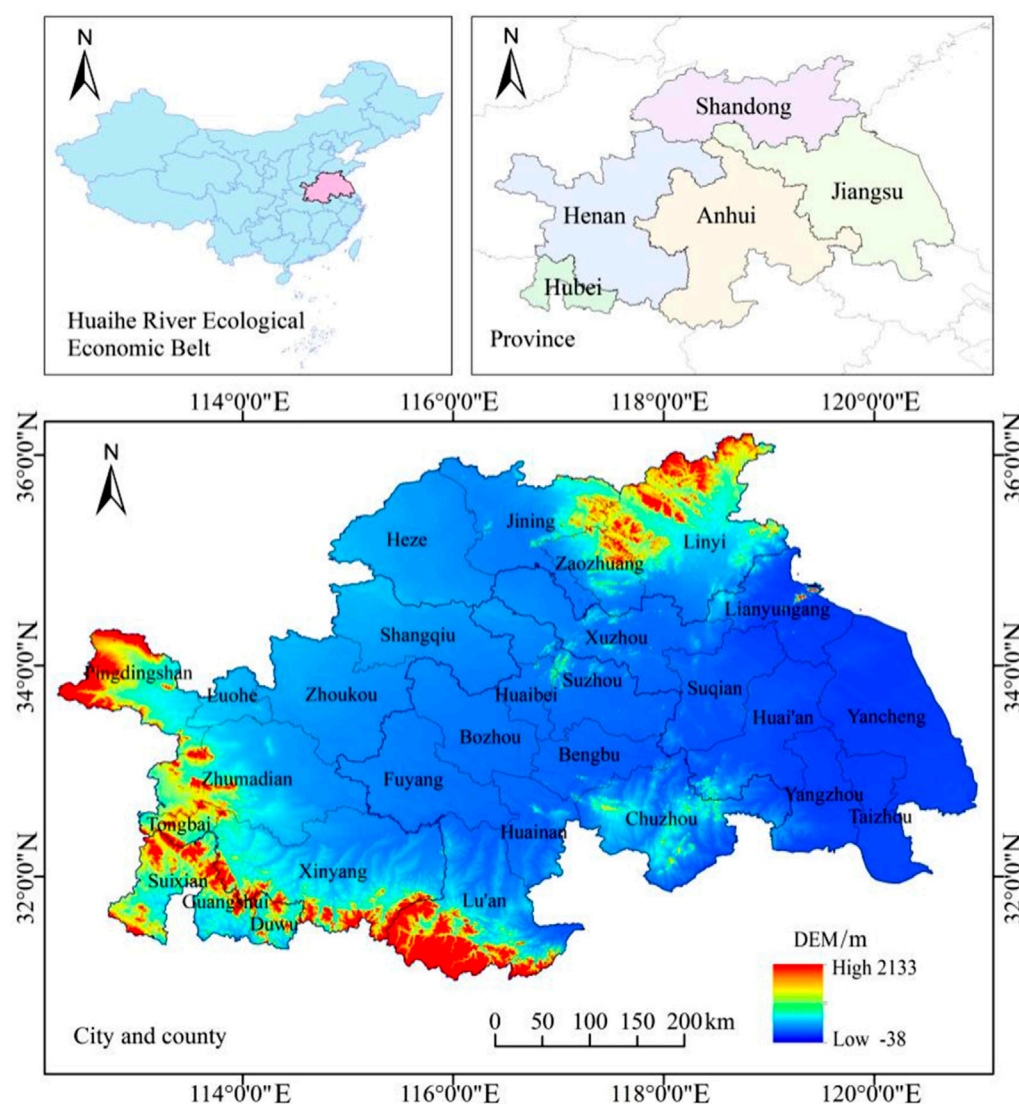 N
Huaihe River Ecological
Economic Belt
N
Shandong
Jiangsu
Henan
Anhui
Hubei
Province
114°0'0"E
116°0'0"E
118°0'0"E
120°0'0"E
36°0'0"N
34°0'0"N
32°0'0"N
36°0'0"N
34°0'0"N
32°0'0"N
N
Heze
Jining
Linyi
Zaozhuang
Lianyungang
Shangqiu
Xuzhou
Pingdingshan
Luohe
Zhoukou
Huaibei
Suzhou
Suqian
Huai'an
Yancheng
Bozhou
Bengbu
Zhumadian
Fuyang
Yangzhou
Tongbai
Huainan
Chuzhou
Taizhou
Suixian
Xinyang
Guangshui
Lu'an
Duwu
DEM/m
High 2133
Low -38
0 50 100 150 200 km
City and county
114°0'0"E
116°0'0"E
118°0'0"E
120°0'0"E